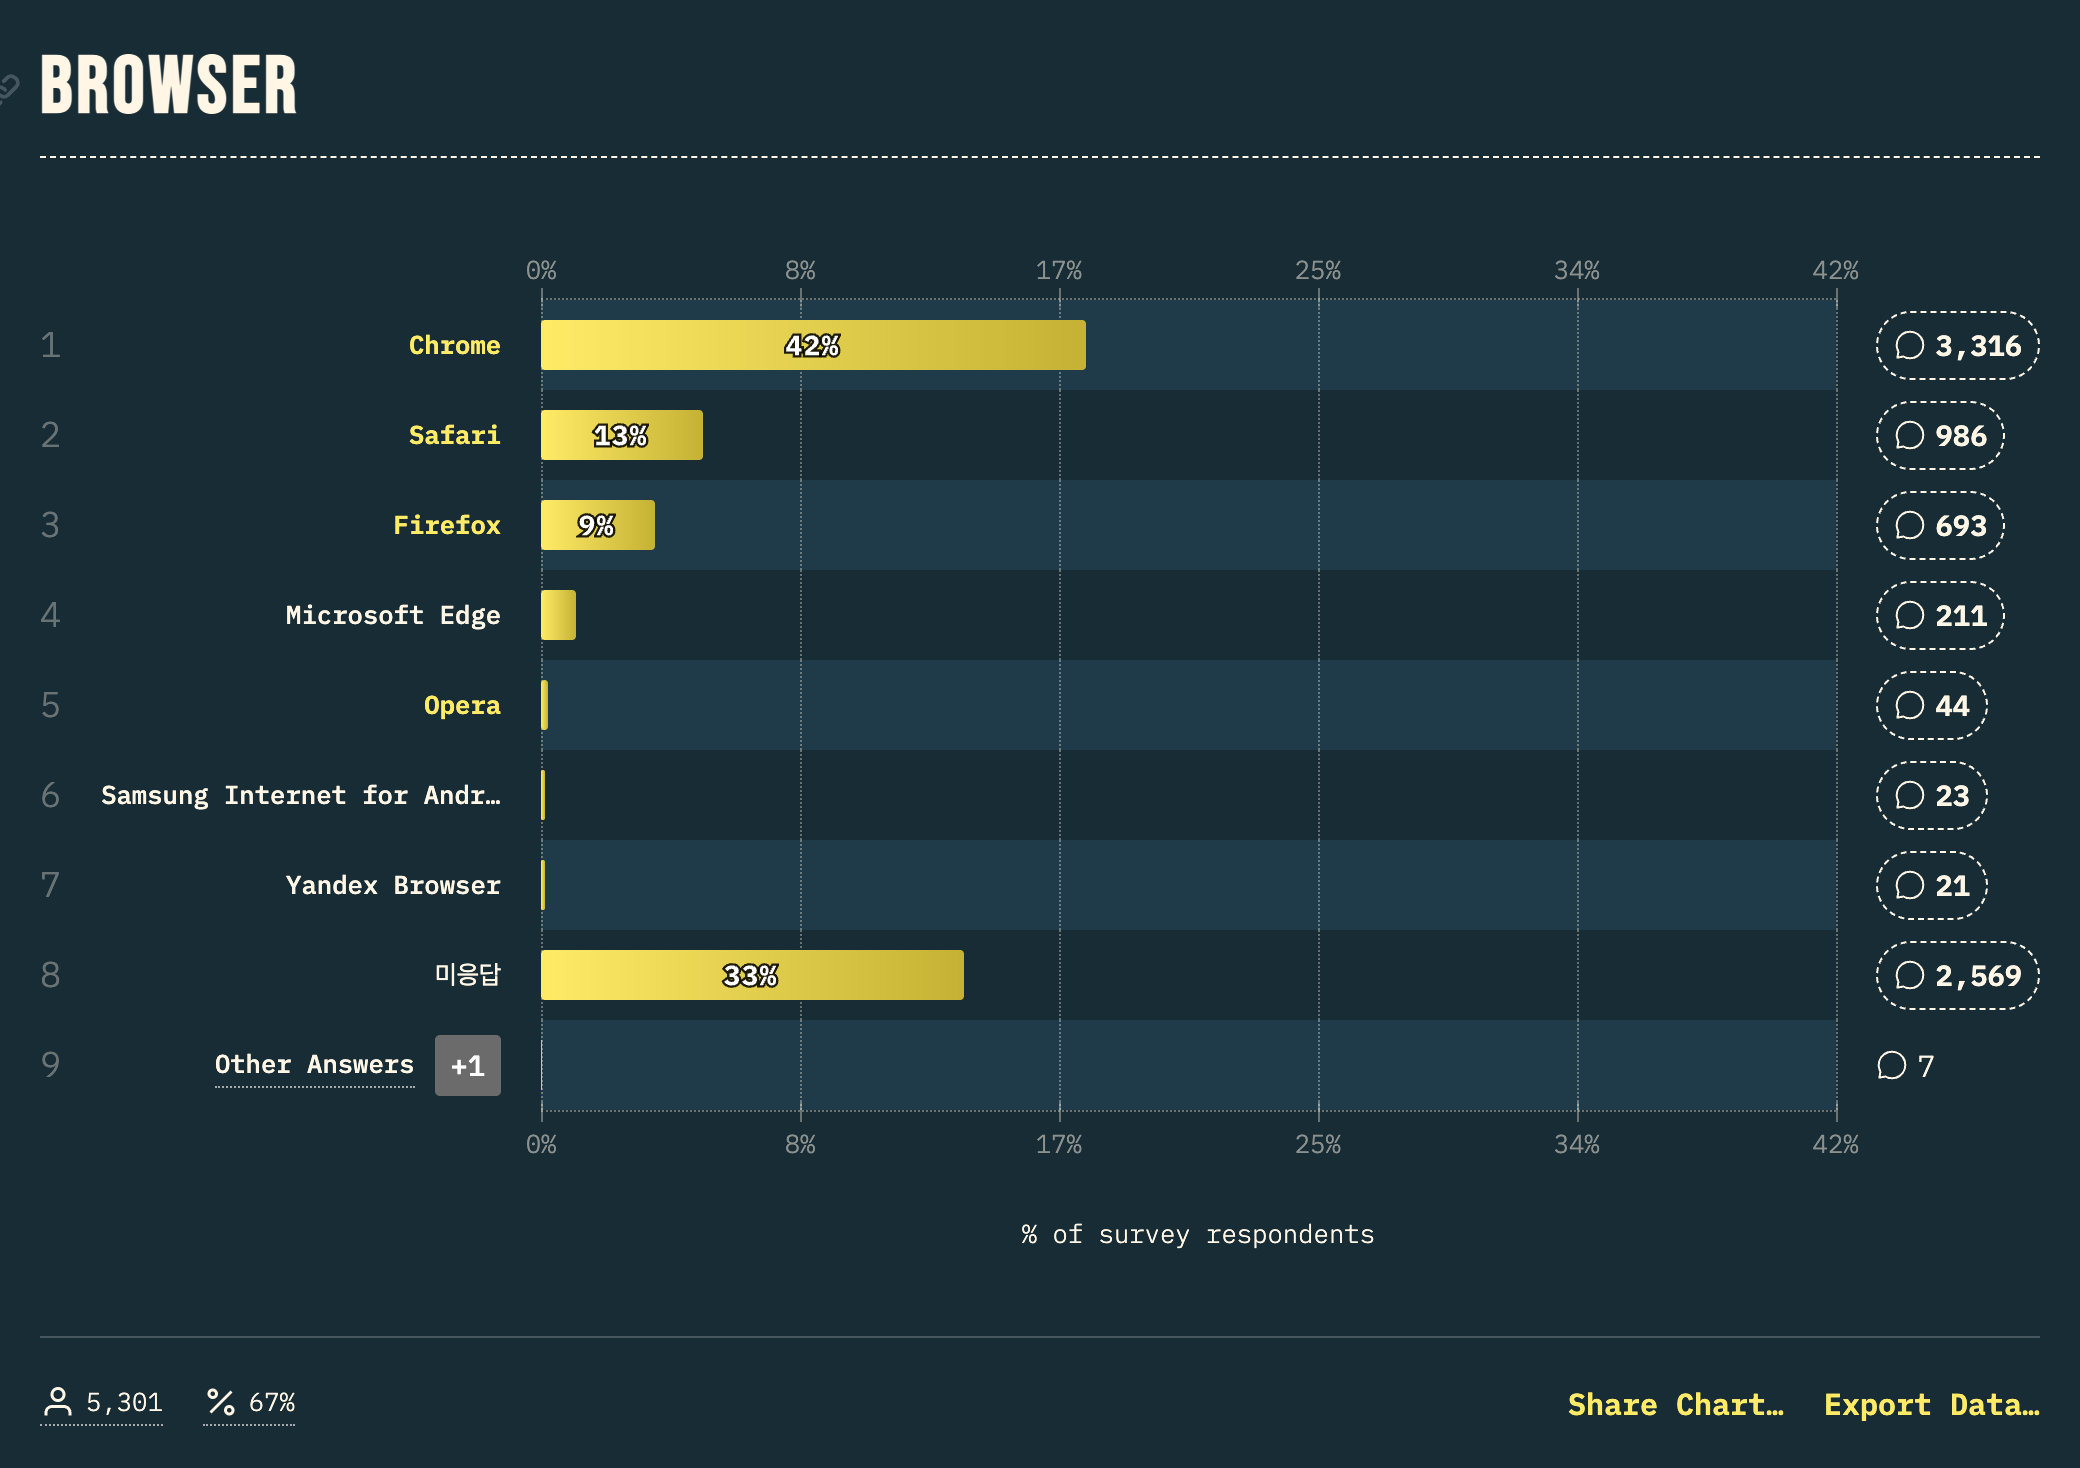 BROWSER
0% 8% 17% 25% 34% 42%
1 Chrome 42% 3,316
2 Safari 13% 986
3 Firefox 9% 693
4 Microsoft Edge 211
5 Opera 44
6 Samsung Internet for Andr… 23
7 Yandex Browser 21
8 미응답 33% 2,569
9 Other Answers +1 7
0% 8% 17% 25% 34% 42%
% of survey respondents
5,301 67% Share Chart… Export Data…